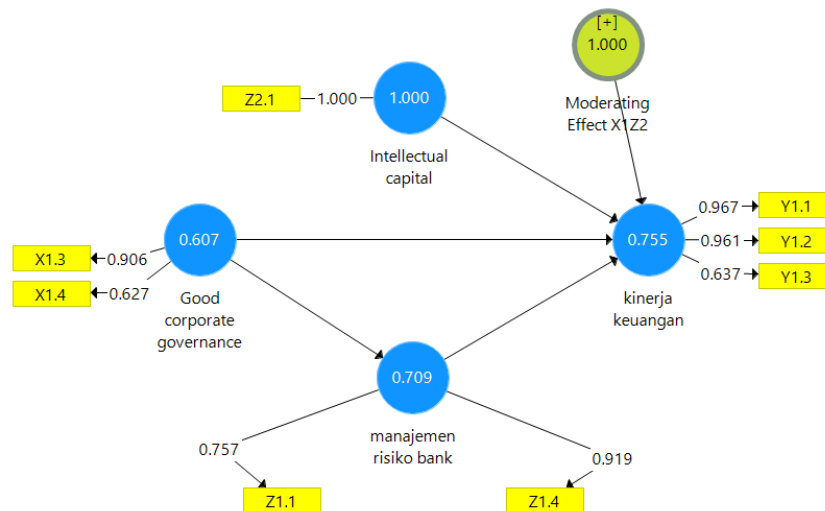 [+]
1.000
Moderating
Effect X1Z2
Z2.1
1.000
1.000
Intellectual
capital
0.967
Y1.1
0.961
Y1.2
0.637
Y1.3
0.755
kinerja
keuangan
0.607
Good
corporate
governance
X1.3
0.906
X1.4
0.627
0.709
manajemen
risiko bank
0.757
0.919
Z1.1
Z1.4